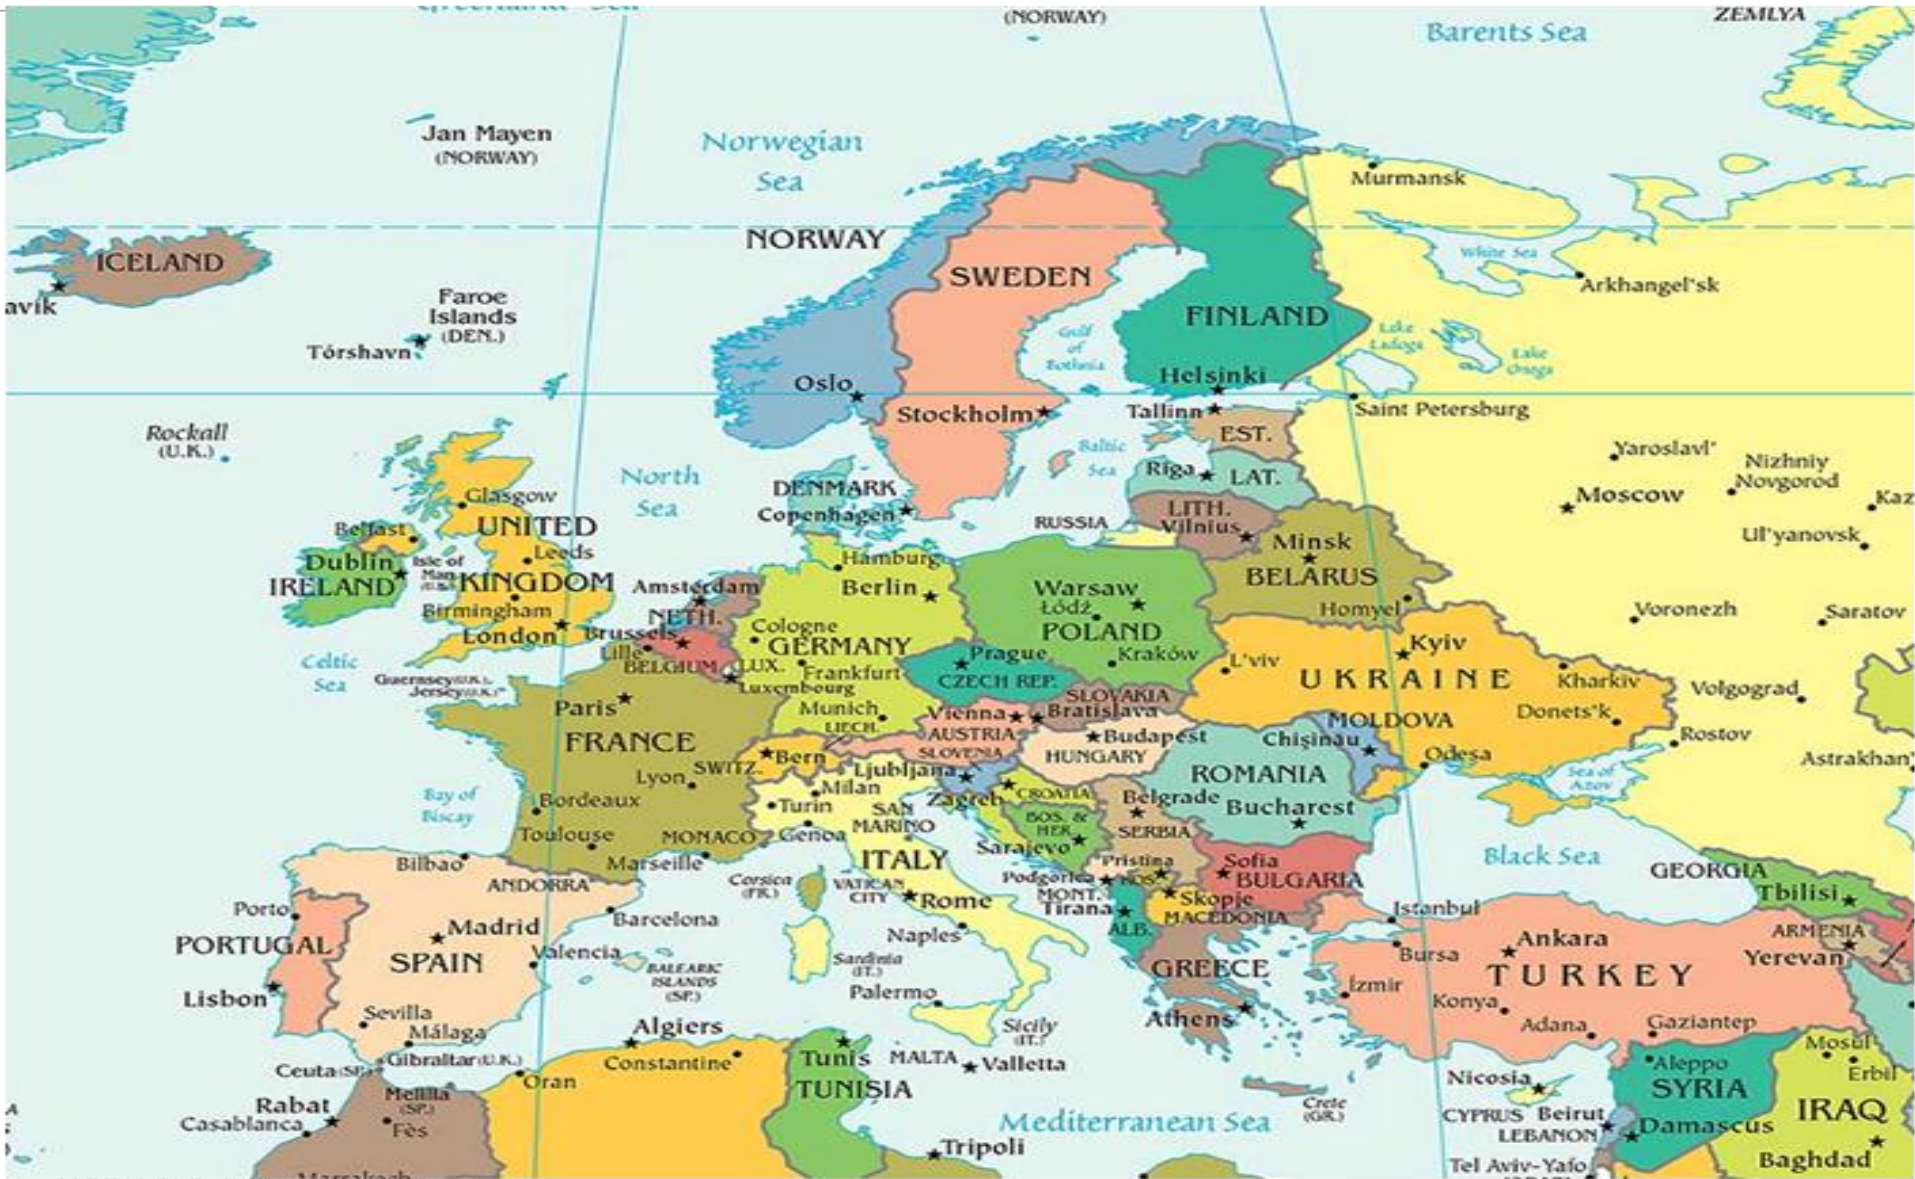 Greenland Sea
(NORWAY)
Barents Sea
ZEMLYA
Jan Mayen
(NORWAY)
Norwegian
Sea
Murmansk
NORWAY
ICELAND
SWEDEN
White Sea
Arkhangel'sk
avík
Faroe
Islands
(DEN.)
Tórshavn
FINLAND
Gulf
of
Bothnia
Lake
Ladoga
Lake
Onega
Oslo
Helsinki
Stockholm
Tallinn
Saint Petersburg
EST.
Rockall
(U.K.)
Baltic
Sea
Yaroslavl'
Nizhniy
Novgorod
Riga
LAT.
North
Sea
DENMARK
Copenhagen
Moscow
Kaz
Glasgow
UNITED
KINGDOM
RUSSIA
LITH.
Vilnius
Ul'yanovsk
Belfast
Leeds
Dublin
IRELAND
Isle of
Man
(U.K.)
Hamburg
Minsk
BELARUS
Amsterdam
NETH.
Berlin
Warsaw
Łódź
POLAND
Homyel
Voronezh
Saratov
Birmingham
London
Brussels
Cologne
GERMANY
Kyiv
Lille
BELGIUM
LUX.
Frankfurt
Prague
CZECH REP.
Kraków
L'viv
UKRAINE
Kharkiv
Celtic
Sea
Guernsey (U.K.)
Jersey (U.K.)
Luxembourg
Volgograd
Paris
Munich
LIECH.
Vienna
SLOVAKIA
Bratislava
MOLDOVA
Donets'k
FRANCE
AUSTRIA
SLOVENIA
Budapest
HUNGARY
Chișinău
Rostov
SWITZ.
Bern
Odesa
Astrakhan'
Lyon
Ljubljana
ROMANIA
Sea of
Azov
Milan
Zagreb
CROATIA
Bay of
Biscay
Bordeaux
Turin
SAN
MARINO
Belgrade
Bucharest
BOS. &
HER.
SERBIA
Toulouse
MONACO
Genoa
Sarajevo
Bilbao
Marseille
ITALY
Pristina
Sofia
Black Sea
GEORGIA
ANDORRA
Corsica
(FR.)
VATICAN
CITY
Podgorica
MONT.
KOS.
BULGARIA
Tbilisi
Rome
Skopje
Porto
Barcelona
Tirana
MACEDONIA
Istanbul
Madrid
Naples
ALB.
ARMENIA
PORTUGAL
SPAIN
Valencia
Ankara
Bursa
Yerevan
BALEARIC
ISLANDS
(SP.)
Sardinia
(IT.)
GREECE
TURKEY
Lisbon
Palermo
İzmir
Konya
Sevilla
Málaga
Algiers
Sicily
(IT.)
Athens
Adana
Gaziantep
Gibraltar (U.K.)
Constantine
Tunis
MALTA
Valletta
Mosul
Ceuta (SP.)
Oran
TUNISIA
Aleppo
Erbil
Nicosia
SYRIA
Melilla
(SP.)
Crete
(GR.)
Rabat
Casablanca
Fès
Mediterranean Sea
CYPRUS
Beirut
LEBANON
Damascus
IRAQ
Tripoli
Baghdad
Tel Aviv-Yafo
Marrakech